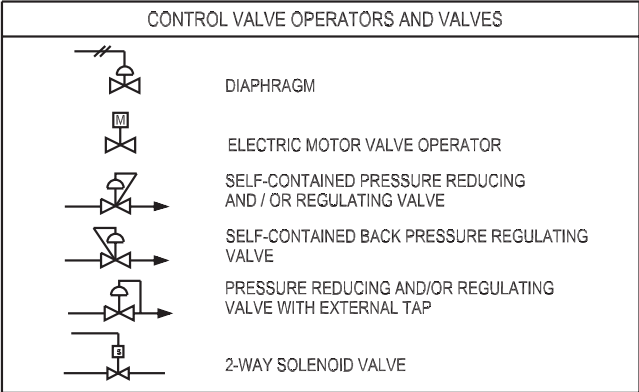 CONTROL VALVE OPERATORS AND VALVES
DIAPHRAGM
M
ELECTRIC MOTOR VALVE OPERATOR
SELF-CONTAINED PRESSURE REDUCING
AND / OR REGULATING VALVE
SELF-CONTAINED BACK PRESSURE REGULATING
VALVE
PRESSURE REDUCING AND/OR REGULATING
VALVE WITH EXTERNAL TAP
S
2-WAY SOLENOID VALVE